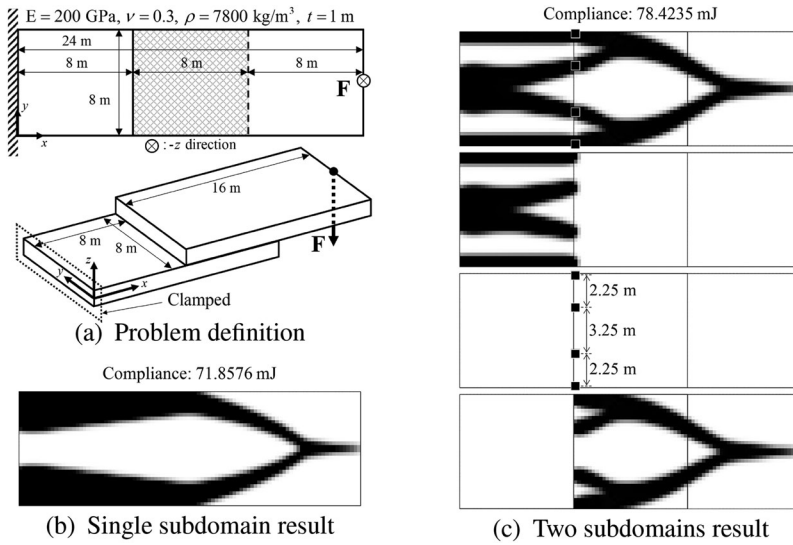 E = 200 GPa, ν = 0.3, ρ = 7800 kg/m³, t = 1 m
24 m
8 m
8 m
8 m
8 m
F
y
x
⊗ : -z direction
16 m
8 m
8 m
F
z
y
x
Clamped
(a) Problem definition
Compliance: 71.8576 mJ
(b) Single subdomain result
Compliance: 78.4235 mJ
2.25 m
3.25 m
2.25 m
(c) Two subdomains result